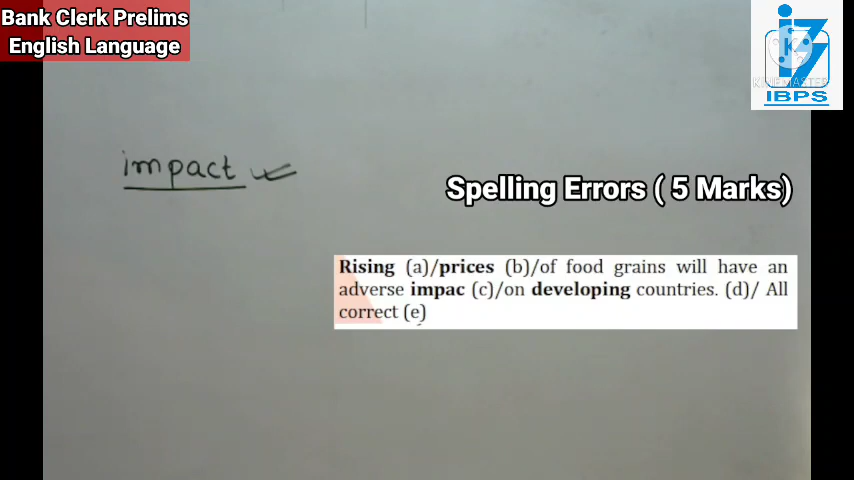 Bank Clerk Prelims
English Language
K
KINEMASTER
IBPS
impact
Spelling Errors ( 5 Marks)
Rising (a)/prices (b)/of food grains will have an
adverse impac (c)/on developing countries. (d)/ All
correct (e)